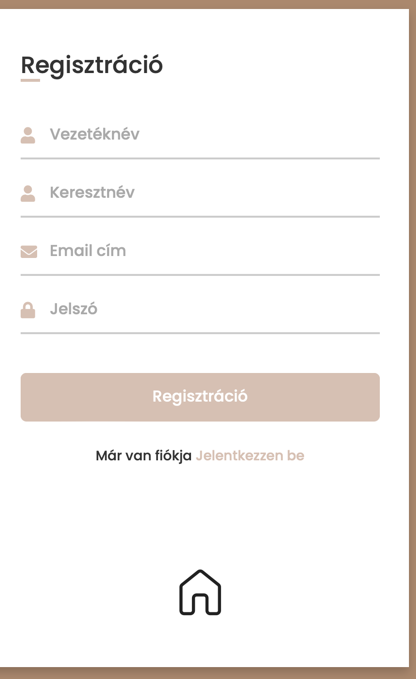 Regisztráció
Vezetéknév
Keresztnév
Email cím
Jelszó
Regisztráció
Már van fiókja Jelentkezzen be